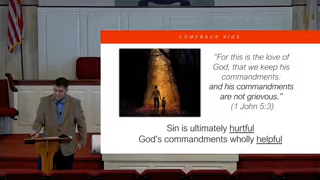 COMEBACK KIDS
"For this is the love of
God, that we keep his
commandments:
and his commandments
are not grievous."
(1 John 5:3)
Sin is ultimately hurtful
God's commandments wholly helpful